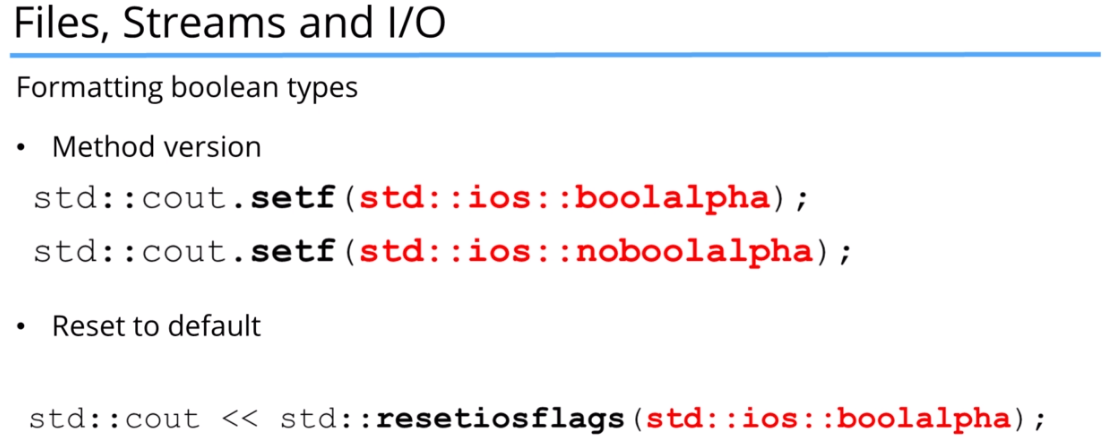 Files, Streams and I/O
Formatting boolean types
• Method version
std::cout.setf(std::ios::boolalpha);
std::cout.setf(std::ios::noboolalpha);
• Reset to default
std::cout << std::resetiosflags(std::ios::boolalpha);